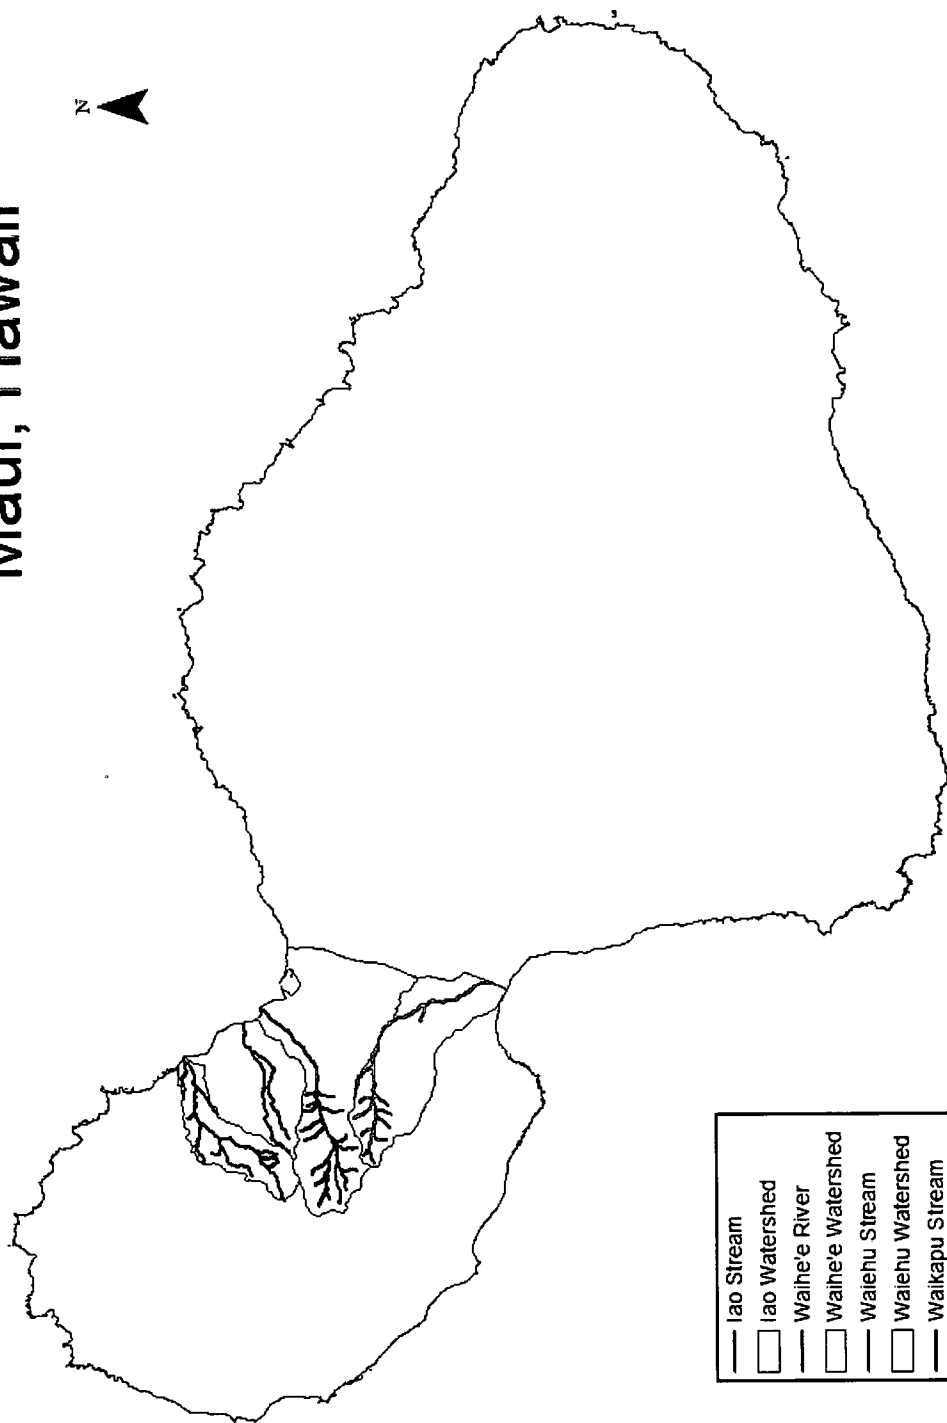 Maui, Hawaii
N
Iao Stream
Iao Watershed
Waihe'e River
Waihe'e Watershed
Waiehu Stream
Waiehu Watershed
Waikapu Stream